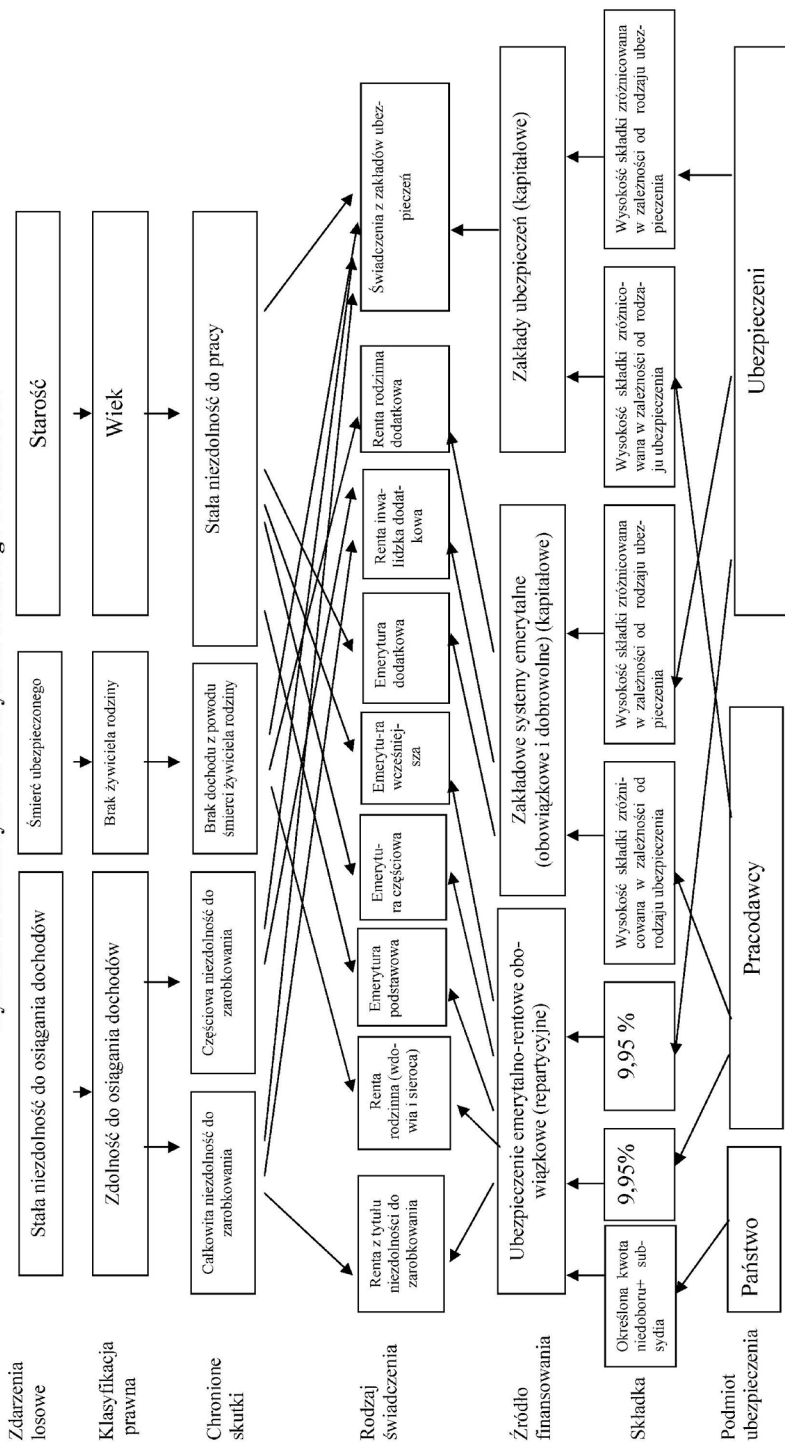 Zdarzenia
losowe
Stała niezdolność do osiągania dochodów
Śmierć ubezpieczonego
Starość
Klasyfikacja
prawna
Zdolność do osiągania dochodów
Brak żywiciela rodziny
Wiek
Chronione
skutki
Całkowita niezdolność do
zarobkowania
Częściowa niezdolność do
zarobkowania
Brak dochodu z powodu
śmierci żywiciela rodziny
Stała niezdolność do pracy
Rodzaj
świadczenia
Renta z tytułu
niezdolności do
zarobkowania
Renta
rodzinna (wdo-
wia i sieroca)
Emerytura
podstawowa
Emerytu-
ra częściowa
Emerytu-ra
wcześniej-
sza
Emerytura
dodatkowa
Renta inwa-
lidzka dodat-
kowa
Renta rodzinna
dodatkowa
Świadczenia z zakładów ubez-
pieczeń
Źródło
finansowania
Ubezpieczenie emerytalno-rentowe obo-
wiązkowe (repartycyjne)
Zakładowe systemy emerytalne
(obowiązkowe i dobrowolne) (kapitałowe)
Zakłady ubezpieczeń (kapitałowe)
Składka
Określona kwota
niedoboru+ sub-
sydia
9,95%
9,95 %
Wysokość składki zróżni-
cowana w zależności od
rodzaju ubezpieczenia
Wysokość składki zróżnicowana
w zależności od rodzaju ubez-
pieczenia
Wysokość składki zróżnico-
wana w zależności od rodza-
ju ubezpieczenia
Wysokość składki zróżnicowana
w zależności od rodzaju ubez-
pieczenia
Podmiot
ubezpieczenia
Państwo
Pracodawcy
Ubezpieczeni